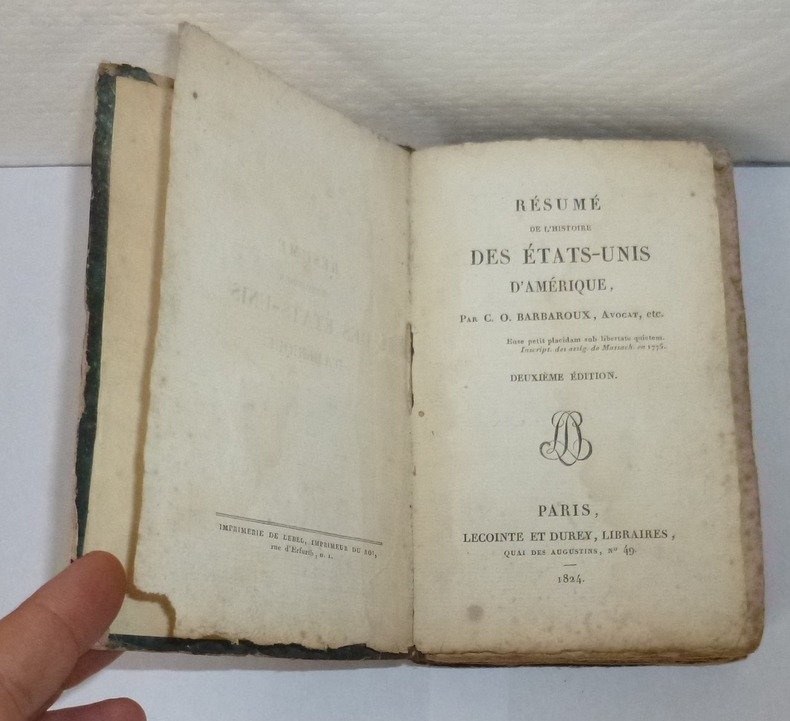 IMPRIMERIE DE LEBEL, IMPRIMEUR DU ROI,
rue d'Erfurth, n. 1.
RÉSUMÉ
DE L'HISTOIRE
DES ÉTATS-UNIS
D'AMÉRIQUE,
PAR C. O. BARBAROUX, AVOCAT, etc.
Ense petit placidam sub libertate quietem.
Inscript. des assig. de Massach. en 1775.
DEUXIÈME ÉDITION.
PARIS,
LECOINTE ET DUREY, LIBRAIRES,
QUAI DES AUGUSTINS, N° 49.
1824.